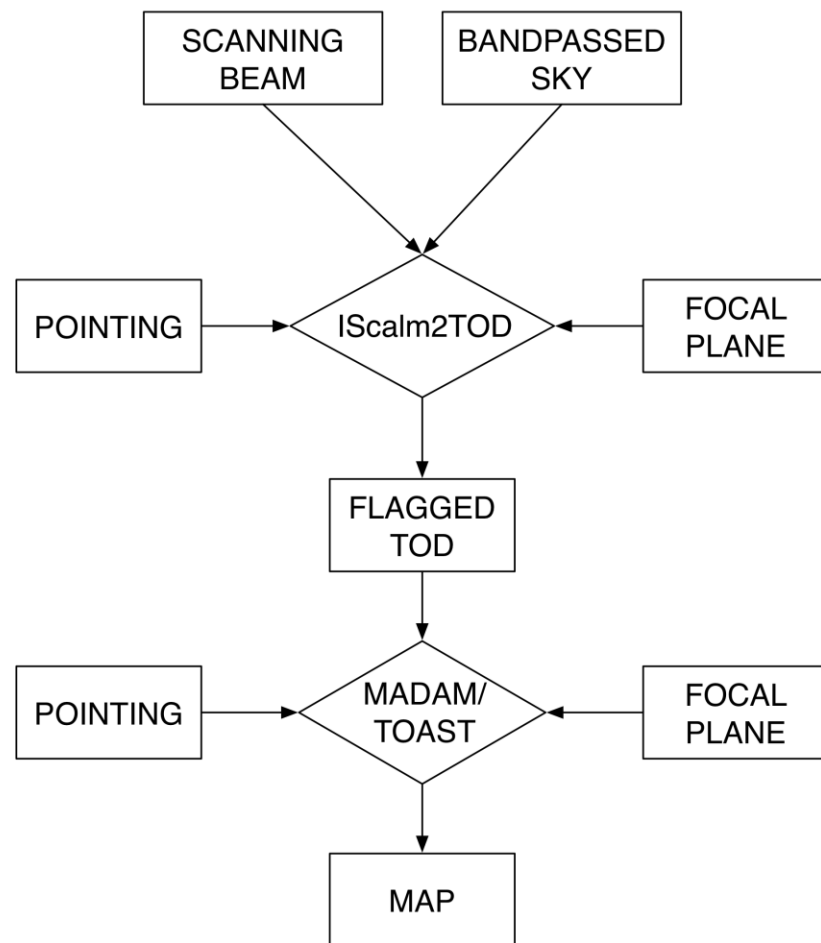 SCANNING
BEAM
BANDPASSED
SKY
POINTING
IScalm2TOD
FOCAL
PLANE
FLAGGED
TOD
POINTING
MADAM/
TOAST
FOCAL
PLANE
MAP